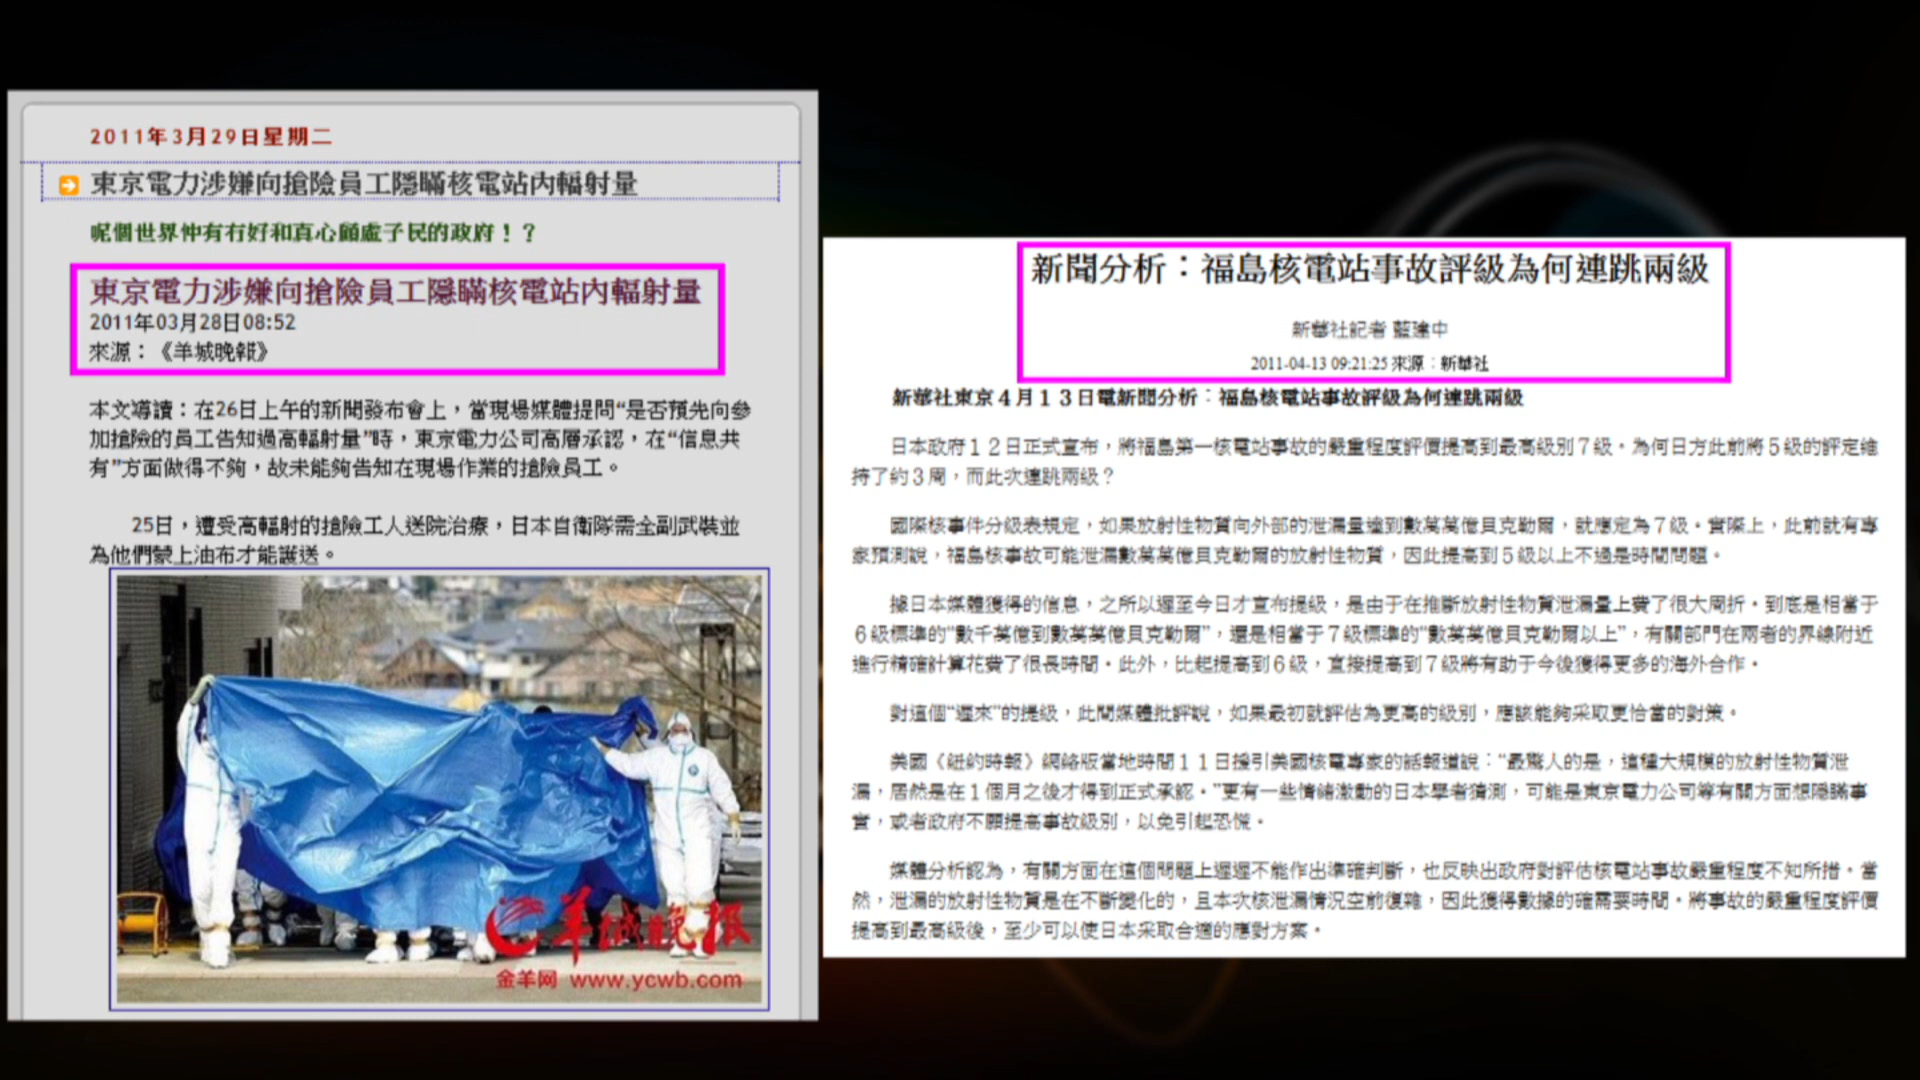 2011年3月29日星期二
東京電力涉嫌向搶險員工隱瞞核電站內輻射量
呢個世界仲有冇好和真心顧慮子民的政府！？
東京電力涉嫌向搶險員工隱瞞核電站內輻射量
2011年03月28日08:52
來源：《羊城晚報》
本文導讀：在26日上午的新聞發布會上，當現場媒體提問“是否預先向參
加搶險的員工告知過高輻射量”時，東京電力公司高層承認，在“信息共
有”方面做得不夠，故未能夠告知在現場作業的搶險員工。
25日，遭受高輻射的搶險工人送院治療，日本自衛隊需全副武裝並
為他們蒙上油布才能護送。
羊城晚报
金羊网 www.ycwb.com
新聞分析：福島核電站事故評級為何連跳兩級
新華社記者 藍建中
2011-04-13 09:21:25 來源：新華社
新華社東京４月１３日電新聞分析：福島核電站事故評級為何連跳兩級
日本政府１２日正式宣布，將福島第一核電站事故的嚴重程度評價提高到最高級別７級。為何日方此前將５級的評定維
持了約３周，而此次連跳兩級？
國際核事件分級表規定，如果放射性物質向外部的泄漏量達到數萬萬億貝克勒爾，就應定為７級。實際上，此前就有專
家預測說，福島核事故可能泄漏數萬萬億貝克勒爾的放射性物質，因此提高到５級以上不過是時間問題。
據日本媒體獲得的信息，之所以遲至今日才宣布提級，是由于在推斷放射性物質泄漏量上費了很大周折。到底是相當于
６級標準的“數千萬億到數萬萬億貝克勒爾”，還是相當于７級標準的“數萬萬億貝克勒爾以上”，有關部門在兩者的界線附近
進行精確計算花費了很長時間。此外，比起提高到６級，直接提高到７級將有助于今後獲得更多的海外合作。
對這個“遲來”的提級，此間媒體批評說，如果最初就評估為更高的級別，應該能夠采取更恰當的對策。
美國《紐約時報》網絡版當地時間１１日援引美國核電專家的話報道說：“最驚人的是，這種大規模的放射性物質泄
漏，居然是在１個月之後才得到正式承認。”更有一些情緒激動的日本學者猜測，可能是東京電力公司等有關方面想隱瞞事
實，或者政府不願提高事故級別，以免引起恐慌。
媒體分析認為，有關方面在這個問題上遲遲不能作出準確判斷，也反映出政府對評估核電站事故嚴重程度不知所措。當
然，泄漏的放射性物質是在不斷變化的，且本次核泄漏情況空前復雜，因此獲得數據的確需要時間。將事故的嚴重程度評價
提高到最高級後，至少可以使日本采取合適的應對方案。